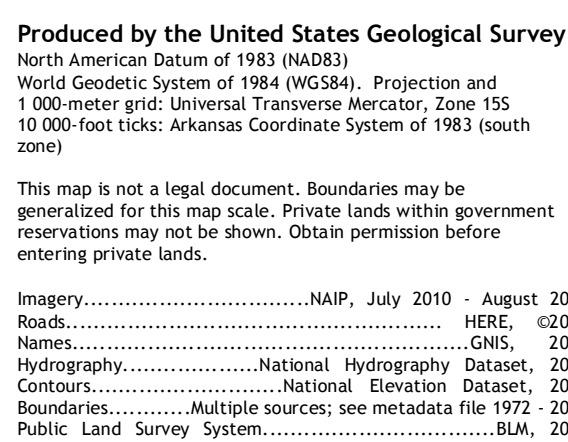 Produced by the United States Geological Survey
North American Datum of 1983 (NAD83)
World Geodetic System of 1984 (WGS84).  Projection and
1 000-meter grid: Universal Transverse Mercator, Zone 15S
10 000-foot ticks: Arkansas Coordinate System of 1983 (south
zone)
This map is not a legal document. Boundaries may be
generalized for this map scale. Private lands within government
reservations may not be shown. Obtain permission before
entering private lands.
Imagery.................................NAIP, July 2010 - August 20
Roads....................................................... HERE, ©20
Names..........................................................GNIS, 20
Hydrography....................National Hydrography Dataset, 20
Contours............................National Elevation Dataset, 20
Boundaries............Multiple sources; see metadata file 1972 - 20
Public Land Survey System..................................BLM, 20